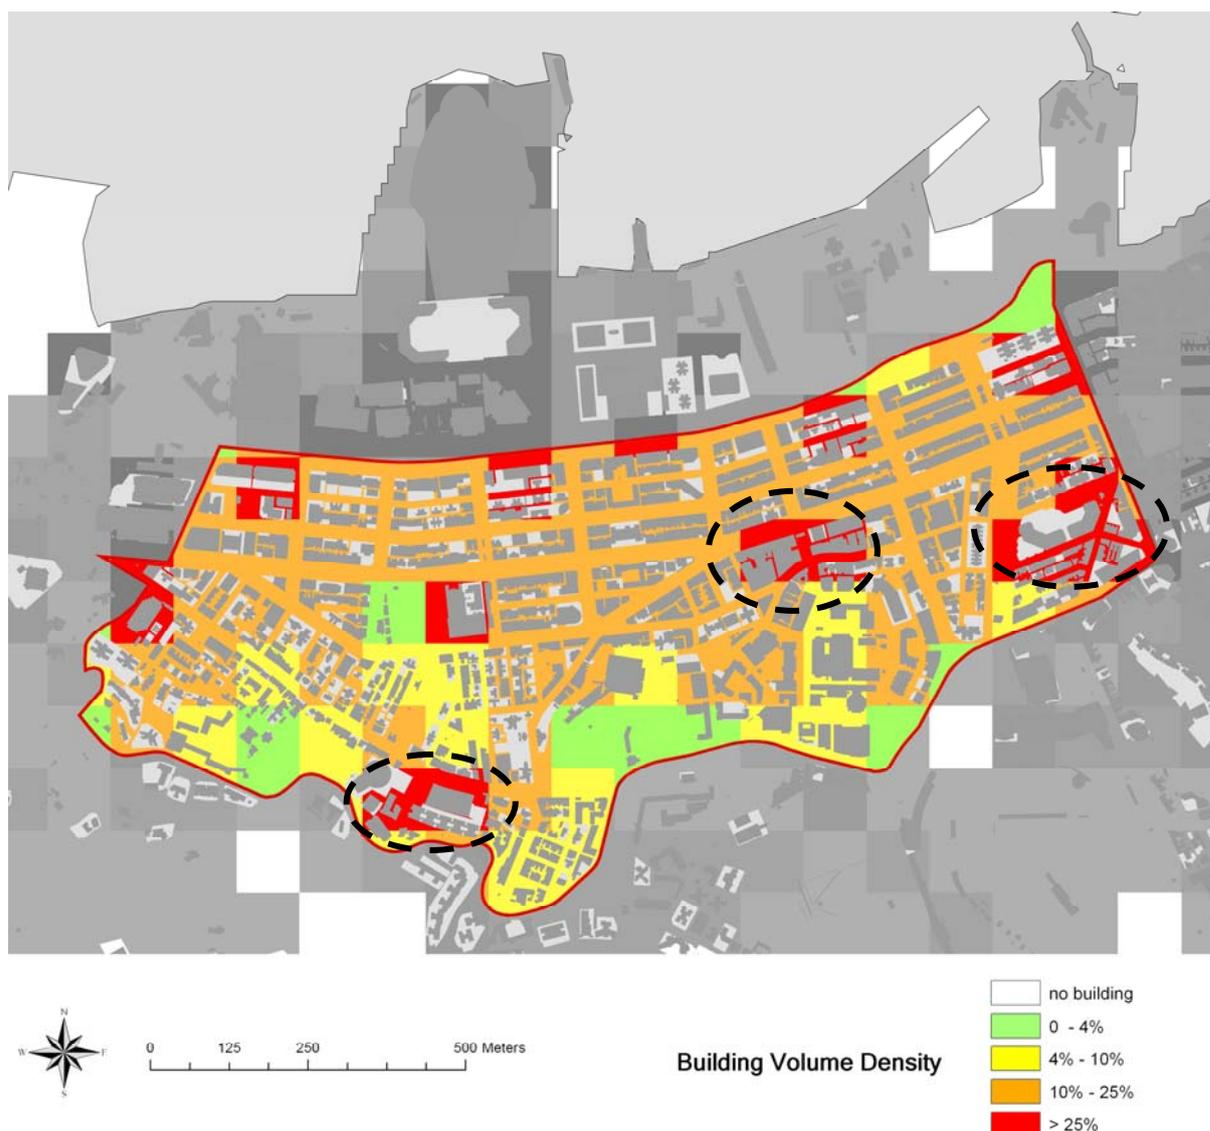 no building
0 - 4%
4% - 10%
10% - 25%
> 25%
Building Volume Density
N
W E
S
0 125 250 500 Meters